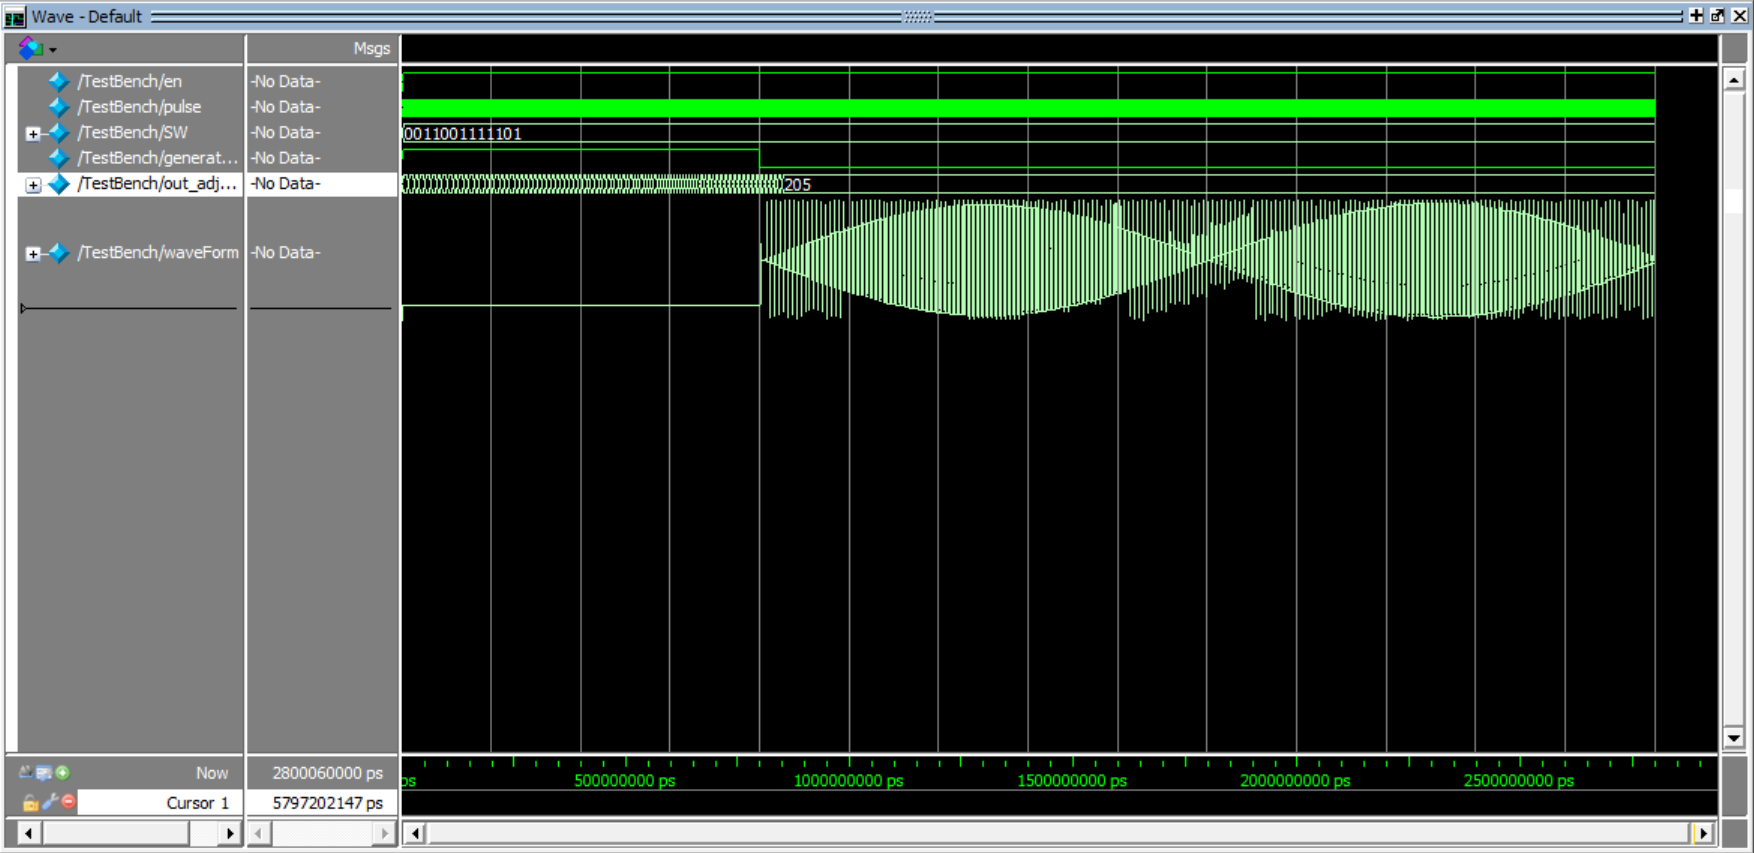 Wave - Default
Msgs
/TestBench/en -No Data-
/TestBench/pulse -No Data-
/TestBench/SW -No Data- 0011001111101
/TestBench/generat... -No Data-
/TestBench/out_adj... -No Data- 205
/TestBench/waveForm -No Data-
Now 2800060000 ps
ps 500000000 ps 1000000000 ps 1500000000 ps 2000000000 ps 2500000000 ps
Cursor 1 5797202147 ps